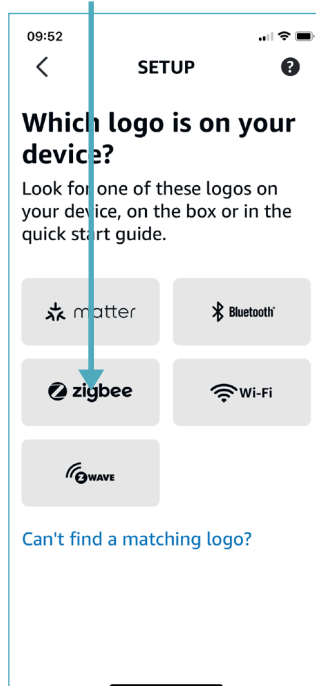 09:52
SETUP
?
Which logo is on your
device?
Look for one of these logos on
your device, on the box or in the
quick start guide.
matter
Bluetooth®
zigbee
Wi-Fi
Z WAVE
Can't find a matching logo?